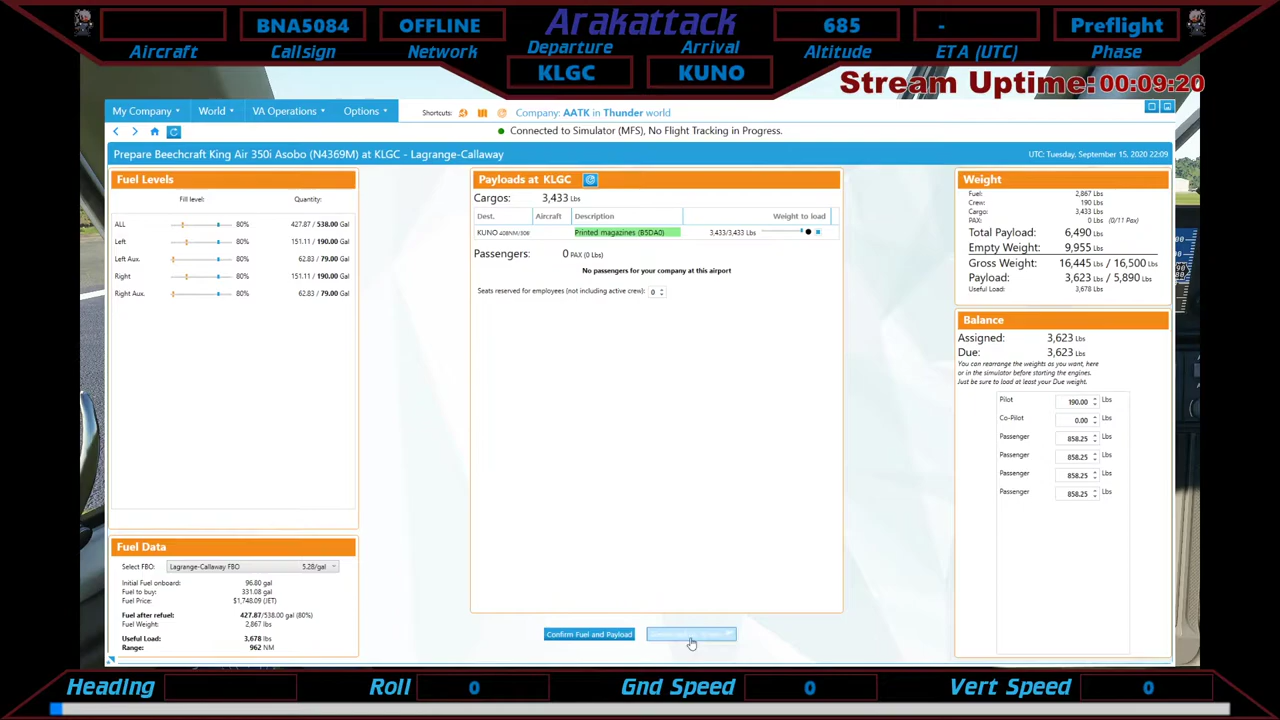 BNA5084
OFFLINE
Arakattack
685
-
Preflight
Aircraft
Callsign
Network
Departure
Arrival
Altitude
ETA (UTC)
Phase
KLGC
KUNO
Stream Uptime: 00:09:20
My Company
World
VA Operations
Options
Shortcuts:
Company: AATK in Thunder world
Connected to Simulator (MFS), No Flight Tracking in Progress.
Prepare Beechcraft King Air 350i Asobo (N4369M) at KLGC - Lagrange-Callaway
UTC: Tuesday, September 15, 2020 22:09
Fuel Levels
Fill level: Quantity:
ALL 80% 427.87 / 538.00 Gal
Left 80% 151.11 / 190.00 Gal
Left Aux. 80% 62.83 / 79.00 Gal
Right 80% 151.11 / 190.00 Gal
Right Aux. 80% 62.83 / 79.00 Gal
Fuel Data
Select FBO: Lagrange-Callaway FBO 5.28/gal
Initial Fuel onboard: 96.80 gal
Fuel to buy: 331.08 gal
Fuel Price: $1,748.09 (JET)
Fuel after refuel: 427.87/538.00 gal (80%)
Fuel Weight: 2,867 lbs
Useful Load: 3,678 lbs
Range: 962 NM
Payloads at KLGC
Cargos: 3,433 Lbs
Dest. Aircraft Description Weight to load
KUNO 408NM/308° Printed magazines (B5DA0) 3,433/3,433 Lbs
Passengers: 0 PAX (0 Lbs)
No passengers for your company at this airport
Seats reserved for employees (not including active crew): 0
Confirm Fuel and Payload
Weight
Fuel: 2,867 Lbs
Crew: 190 Lbs
Cargo: 3,433 Lbs
PAX: 0 Lbs (0/11 Pax)
Total Payload: 6,490 Lbs
Empty Weight: 9,955 Lbs
Gross Weight: 16,445 Lbs / 16,500 Lbs
Payload: 3,623 Lbs / 5,890 Lbs
Useful Load: 3,678 Lbs
Balance
Assigned: 3,623 Lbs
Due: 3,623 Lbs
You can rearrange the weights as you want, here
or in the simulator before starting the engines.
Just be sure to load at least your Due weight.
Pilot 190.00 Lbs
Co-Pilot 0.00 Lbs
Passenger 858.25 Lbs
Passenger 858.25 Lbs
Passenger 858.25 Lbs
Passenger 858.25 Lbs
Heading
Roll 0
Gnd Speed 0
Vert Speed 0